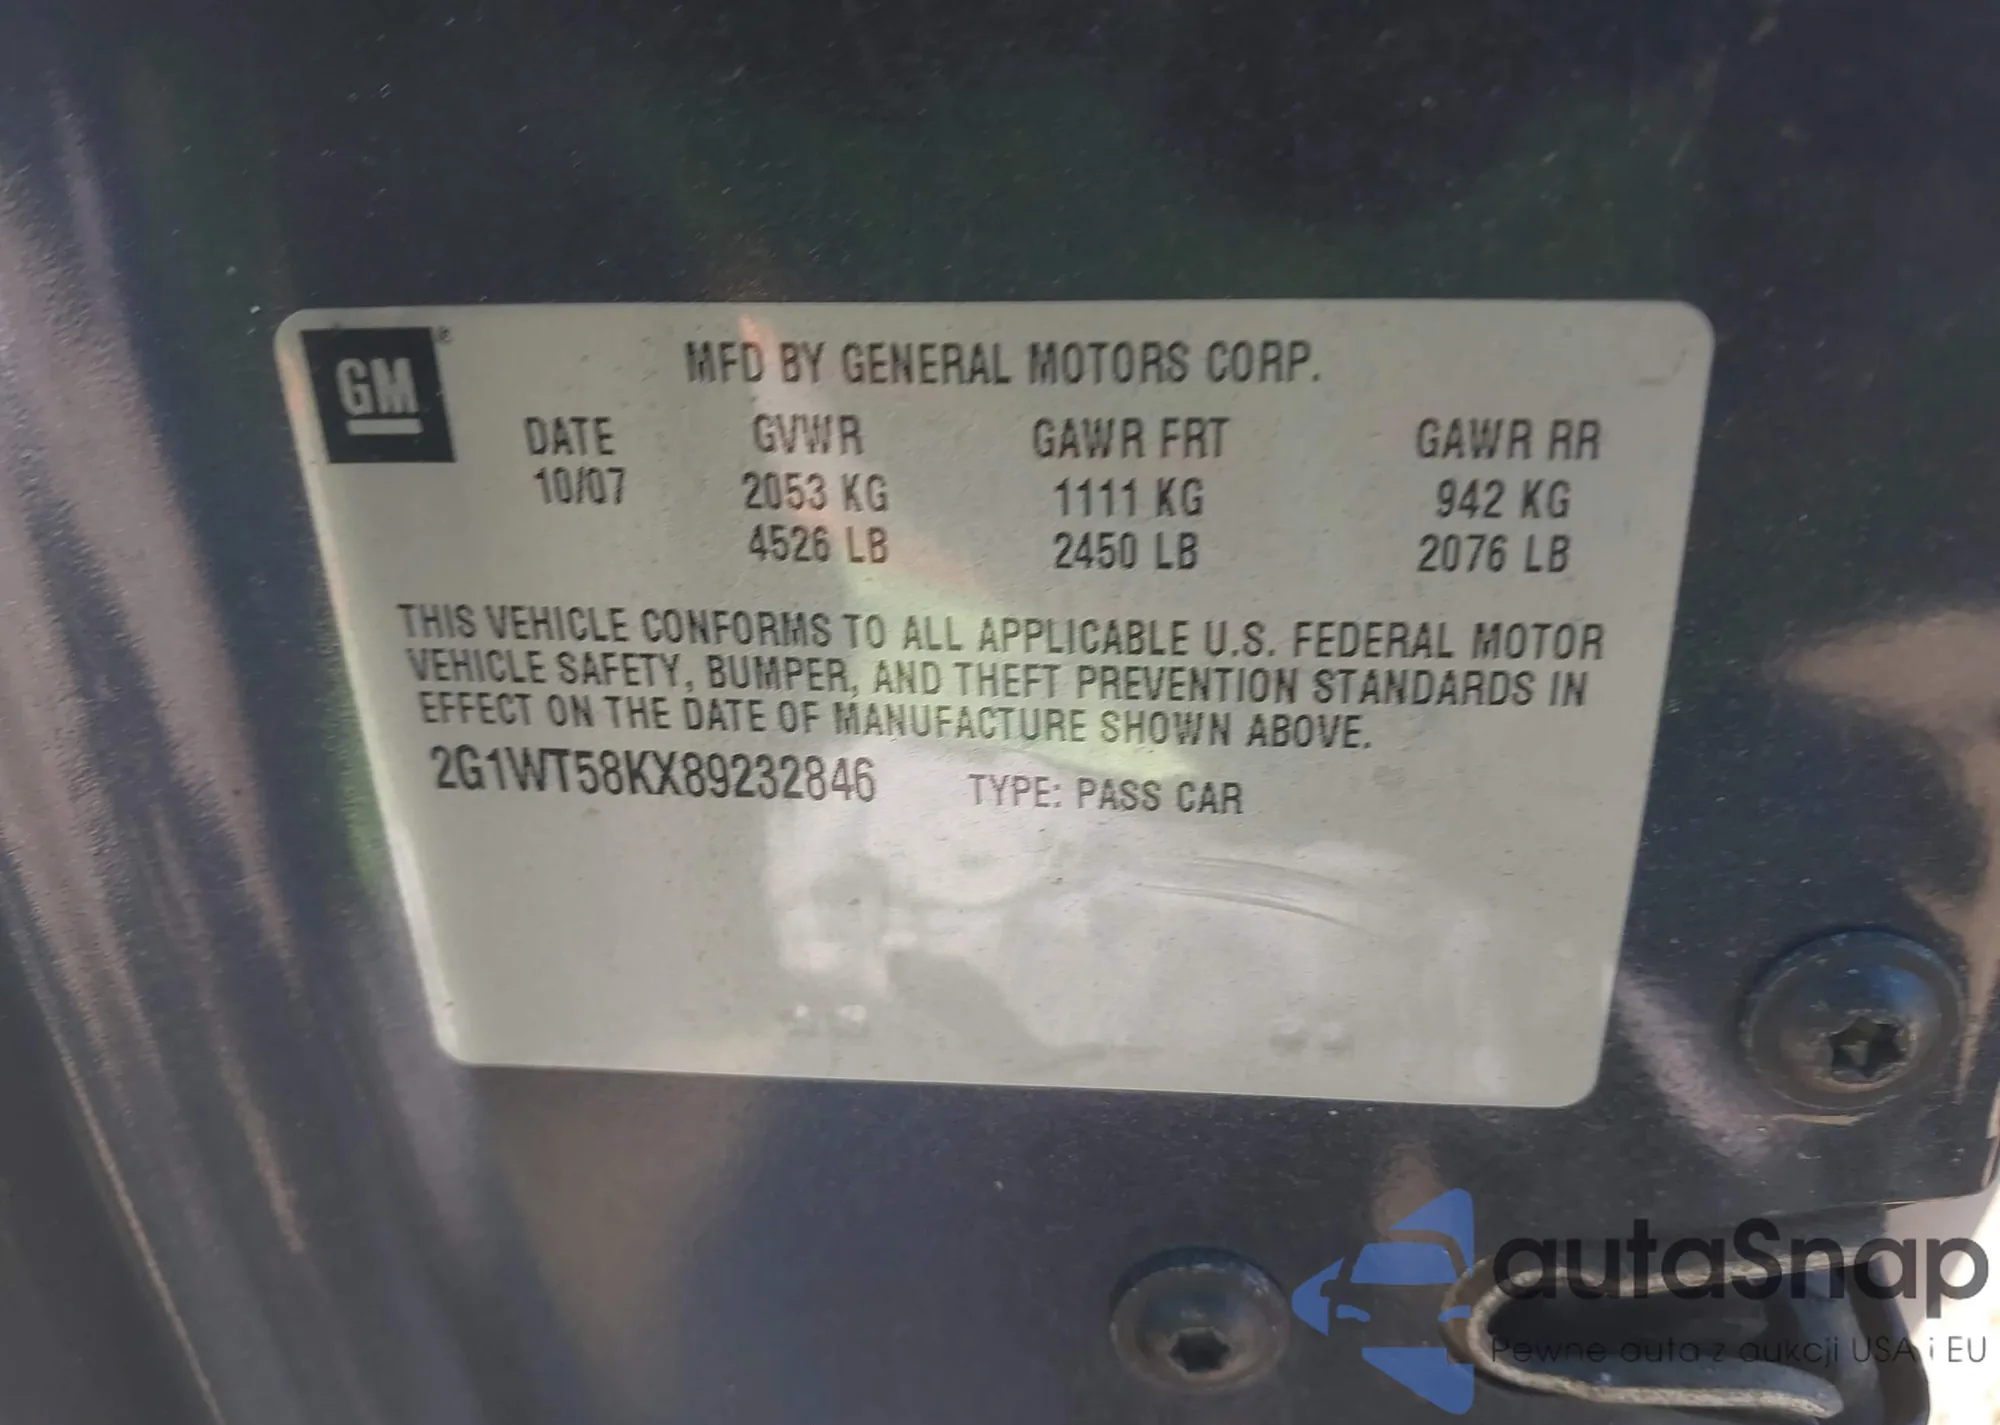 GM®
MFD BY GENERAL MOTORS CORP.
DATE GVWR GAWR FRT GAWR RR
10/07 2053 KG 1111 KG 942 KG
4526 LB 2450 LB 2076 LB
THIS VEHICLE CONFORMS TO ALL APPLICABLE U.S. FEDERAL MOTOR
VEHICLE SAFETY, BUMPER, AND THEFT PREVENTION STANDARDS IN
EFFECT ON THE DATE OF MANUFACTURE SHOWN ABOVE.
2G1WT58KX89232846 TYPE: PASS CAR
autaSnap
Pewne auta z aukcji USA i EU